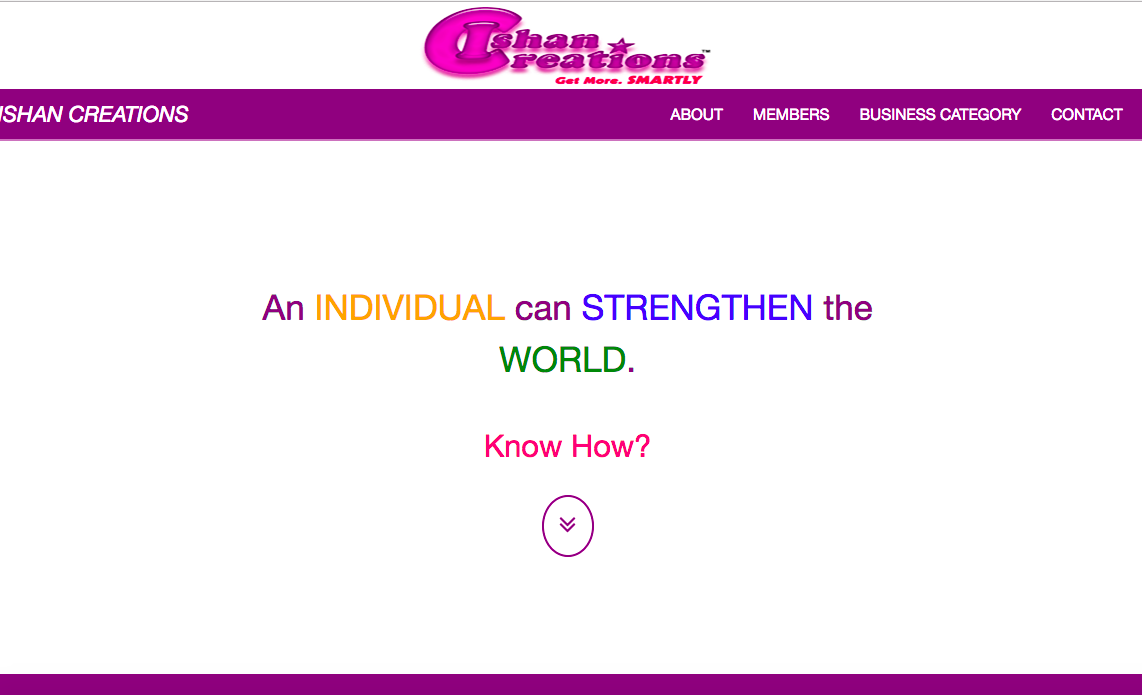 Ishan
Creations™
Get More. SMARTLY
ISHAN CREATIONS
ABOUT
MEMBERS
BUSINESS CATEGORY
CONTACT
An INDIVIDUAL can STRENGTHEN the
WORLD.
Know How?